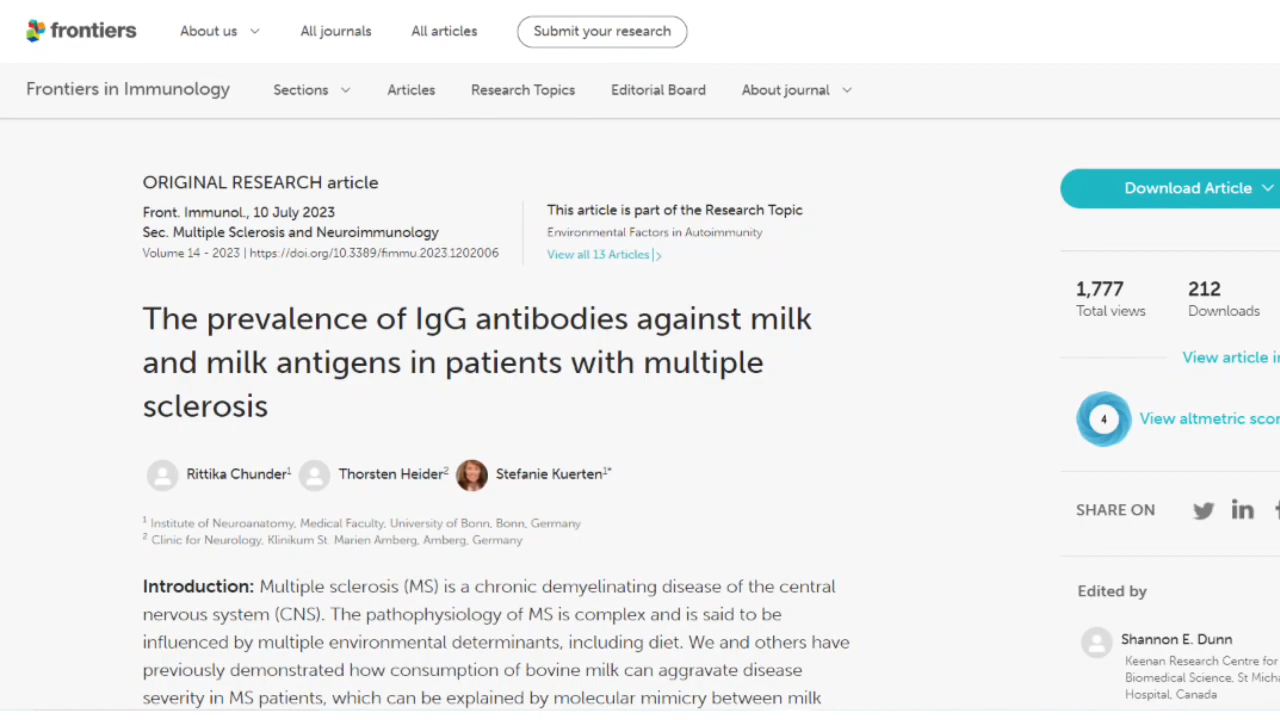 frontiers
About us
All journals
All articles
Submit your research
Frontiers in Immunology
Sections
Articles
Research Topics
Editorial Board
About journal
ORIGINAL RESEARCH article
Front. Immunol., 10 July 2023
Sec. Multiple Sclerosis and Neuroimmunology
Volume 14 - 2023 | https://doi.org/10.3389/fimmu.2023.1202006
This article is part of the Research Topic
Environmental Factors in Autoimmunity
View all 13 Articles
The prevalence of IgG antibodies against milk
and milk antigens in patients with multiple
sclerosis
Rittika Chunder1 Thorsten Heider2 Stefanie Kuerten1*
1 Institute of Neuroanatomy, Medical Faculty, University of Bonn, Bonn, Germany
2 Clinic for Neurology, Klinikum St. Marien Amberg, Amberg, Germany
Introduction: Multiple sclerosis (MS) is a chronic demyelinating disease of the central
nervous system (CNS). The pathophysiology of MS is complex and is said to be
influenced by multiple environmental determinants, including diet. We and others have
previously demonstrated how consumption of bovine milk can aggravate disease
severity in MS patients, which can be explained by molecular mimicry between milk
Download Article
1,777
Total views
212
Downloads
View article i
4
View altmetric scor
SHARE ON
Edited by
Shannon E. Dunn
Keenan Research Centre for
Biomedical Science, St Micha
Hospital, Canada